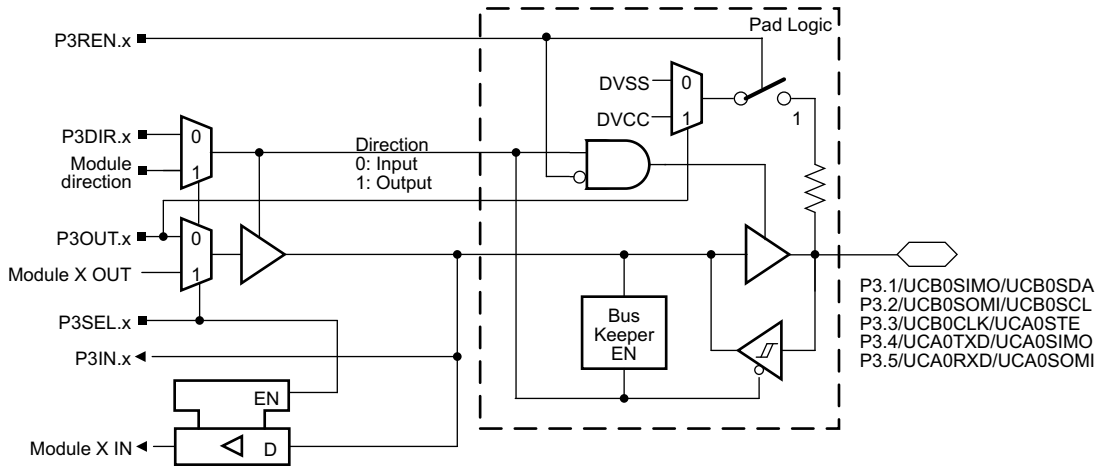 Pad Logic
P3REN.x
DVSS
0
DVCC
1
1
P3DIR.x
0
Module
direction
1
Direction
0: Input
1: Output
P3OUT.x
0
Module X OUT
1
P3SEL.x
P3IN.x
Bus
Keeper
EN
P3.1/UCB0SIMO/UCB0SDA
P3.2/UCB0SOMI/UCB0SCL
P3.3/UCB0CLK/UCA0STE
P3.4/UCA0TXD/UCA0SIMO
P3.5/UCA0RXD/UCA0SOMI
EN
Module X IN
D